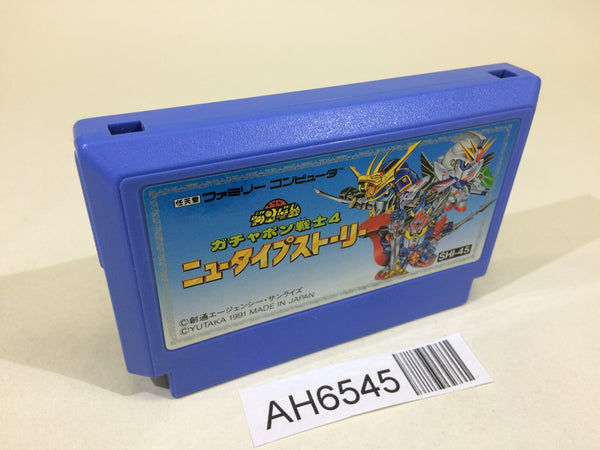 任天堂 ファミリー コンピュータ™
SD
ガンダム
ガチャポン戦士4
ニュータイプストーリー
SHI-45
©創通エージェンシー・サンライズ
©YUTAKA 1991 MADE IN JAPAN
AH6545